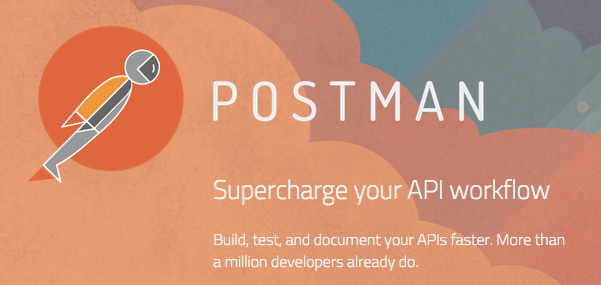 POSTMAN
Supercharge your API workflow
Build, test, and document your APIs faster. More than
a million developers already do.